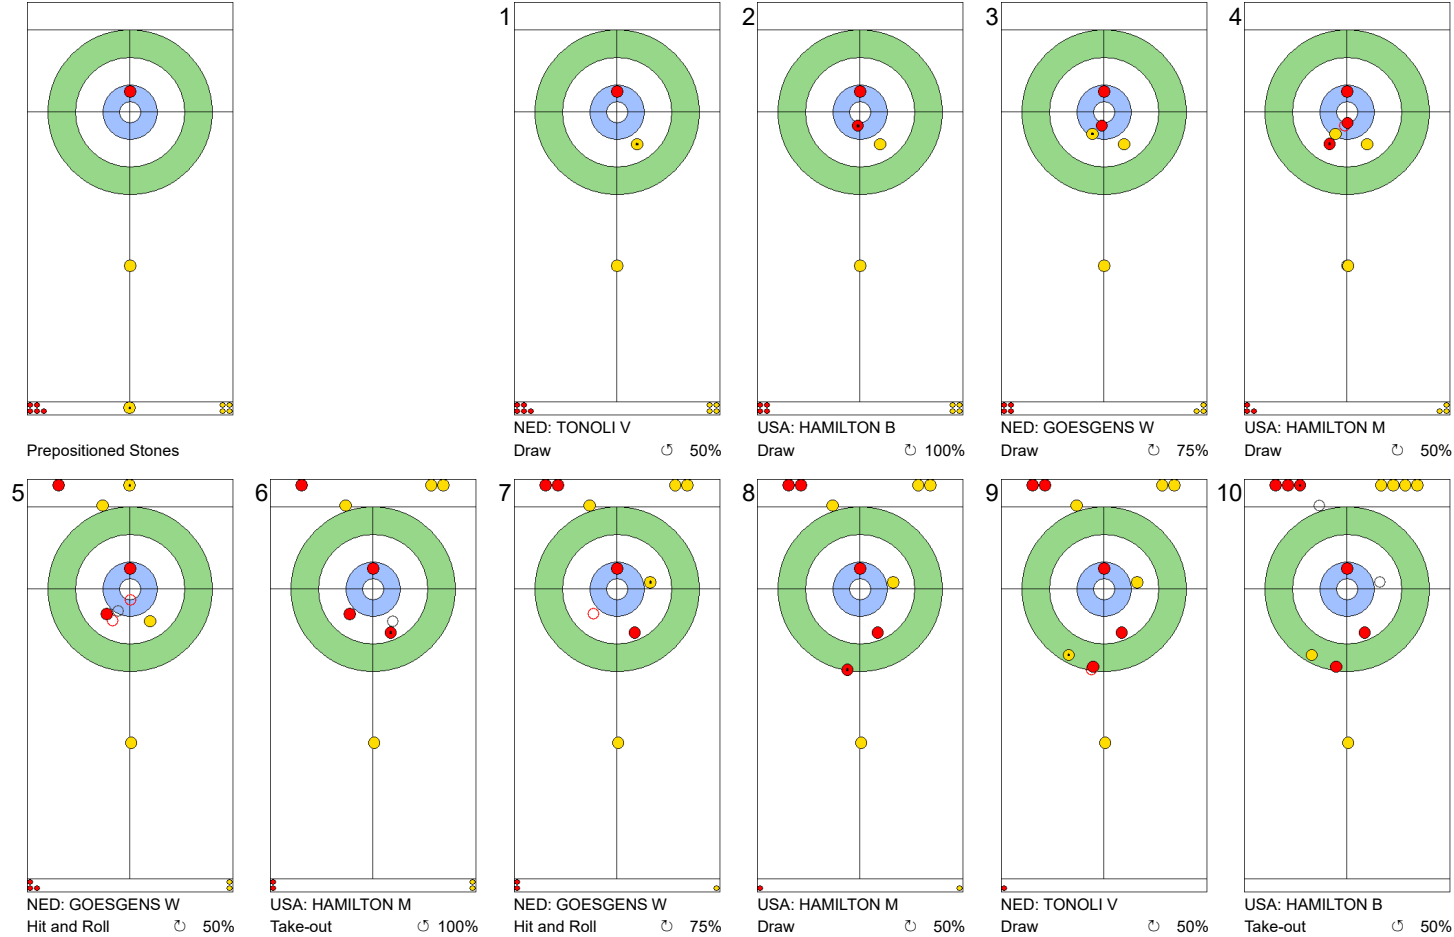 1
2
3
4
Prepositioned Stones
NED: TONOLI V
Draw ↺ 50%
USA: HAMILTON B
Draw ↻ 100%
NED: GOESGENS W
Draw ↻ 75%
USA: HAMILTON M
Draw ↺ 50%
5
6
7
8
9
10
NED: GOESGENS W
Hit and Roll ↻ 50%
USA: HAMILTON M
Take-out ↺ 100%
NED: GOESGENS W
Hit and Roll ↻ 75%
USA: HAMILTON M
Draw ↺ 50%
NED: TONOLI V
Draw ↻ 50%
USA: HAMILTON B
Take-out ↺ 50%